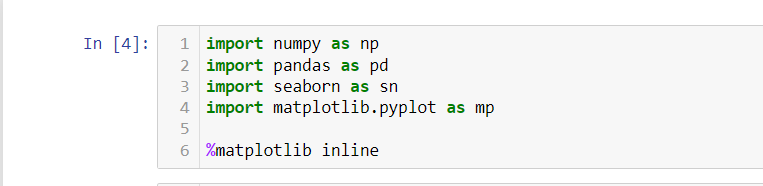 In [4]:
1 import numpy as np
2 import pandas as pd
3 import seaborn as sn
4 import matplotlib.pyplot as mp
5
6 %matplotlib inline